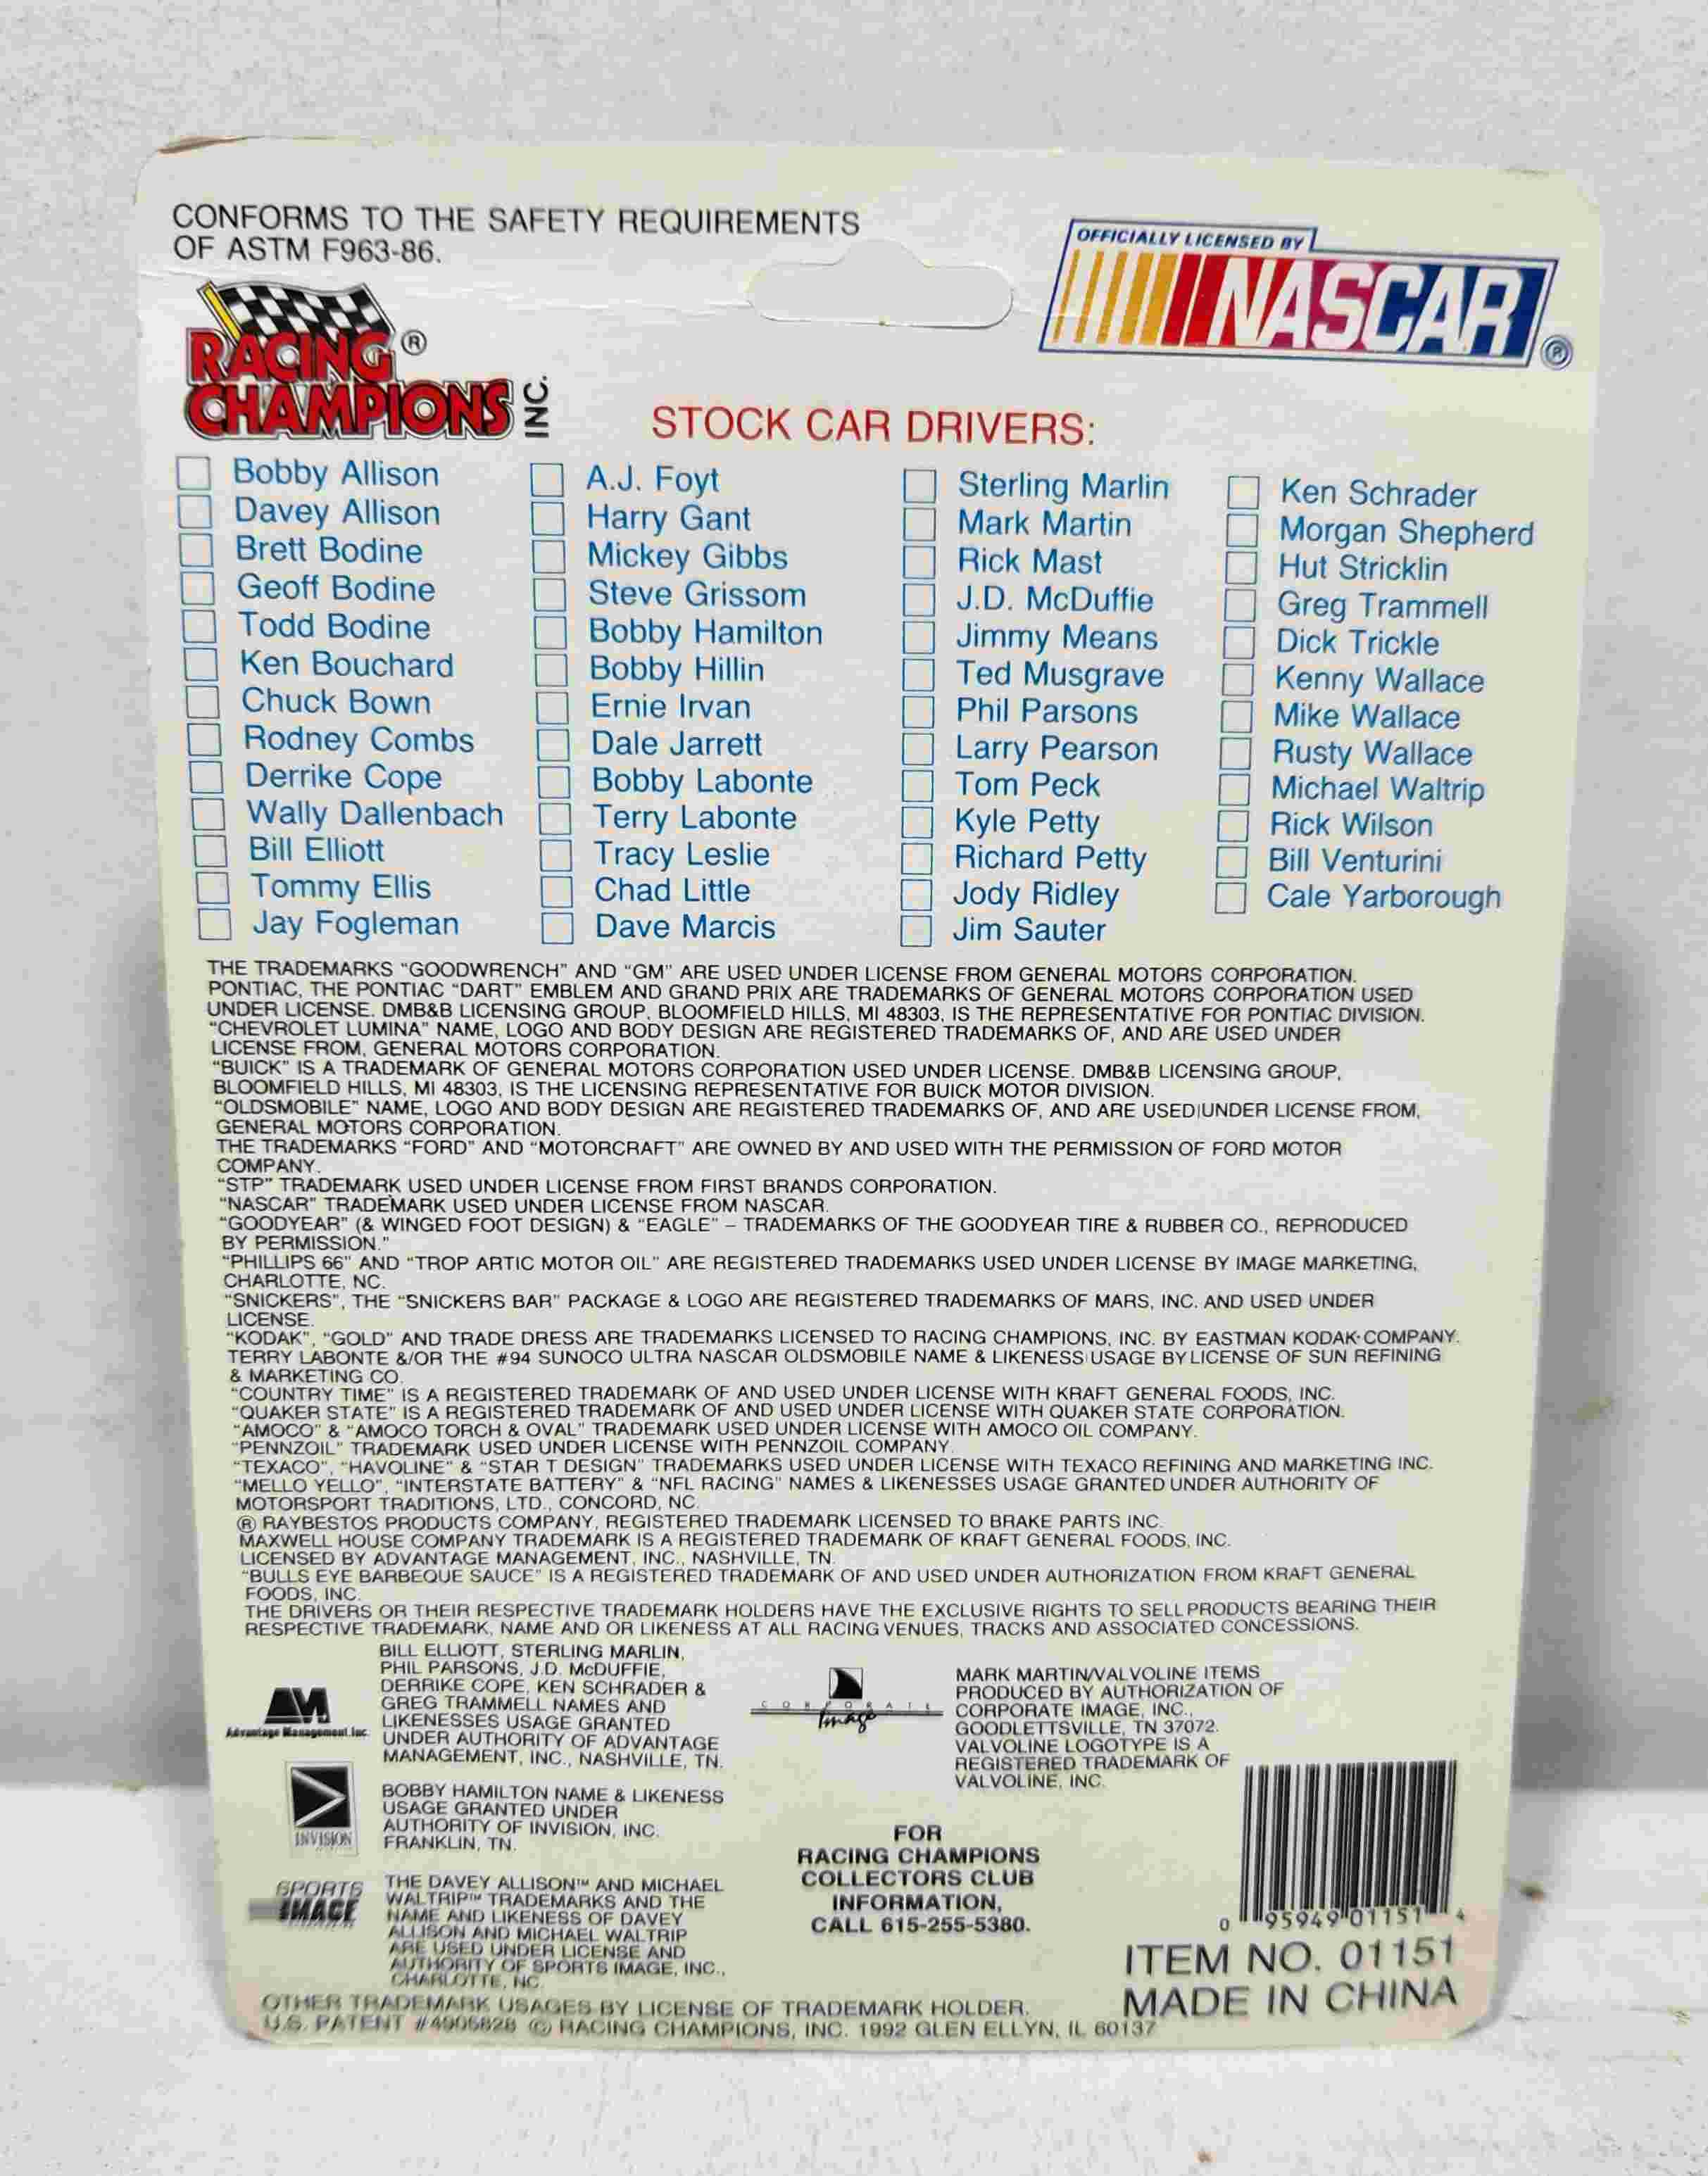 CONFORMS TO THE SAFETY REQUIREMENTS
OF ASTM F963-86.
OFFICIALLY LICENSED BY
NASCAR ®
RACING ®
CHAMPIONS INC.
STOCK CAR DRIVERS:
Bobby Allison
Davey Allison
Brett Bodine
Geoff Bodine
Todd Bodine
Ken Bouchard
Chuck Bown
Rodney Combs
Derrike Cope
Wally Dallenbach
Bill Elliott
Tommy Ellis
Jay Fogleman
A.J. Foyt
Harry Gant
Mickey Gibbs
Steve Grissom
Bobby Hamilton
Bobby Hillin
Ernie Irvan
Dale Jarrett
Bobby Labonte
Terry Labonte
Tracy Leslie
Chad Little
Dave Marcis
Sterling Marlin
Mark Martin
Rick Mast
J.D. McDuffie
Jimmy Means
Ted Musgrave
Phil Parsons
Larry Pearson
Tom Peck
Kyle Petty
Richard Petty
Jody Ridley
Jim Sauter
Ken Schrader
Morgan Shepherd
Hut Stricklin
Greg Trammell
Dick Trickle
Kenny Wallace
Mike Wallace
Rusty Wallace
Michael Waltrip
Rick Wilson
Bill Venturini
Cale Yarborough
THE TRADEMARKS "GOODWRENCH" AND "GM" ARE USED UNDER LICENSE FROM GENERAL MOTORS CORPORATION.
PONTIAC, THE PONTIAC "DART" EMBLEM AND GRAND PRIX ARE TRADEMARKS OF GENERAL MOTORS CORPORATION USED
UNDER LICENSE. DMB&B LICENSING GROUP, BLOOMFIELD HILLS, MI 48303, IS THE REPRESENTATIVE FOR PONTIAC DIVISION.
"CHEVROLET LUMINA" NAME, LOGO AND BODY DESIGN ARE REGISTERED TRADEMARKS OF, AND ARE USED UNDER
LICENSE FROM, GENERAL MOTORS CORPORATION.
"BUICK" IS A TRADEMARK OF GENERAL MOTORS CORPORATION USED UNDER LICENSE. DMB&B LICENSING GROUP,
BLOOMFIELD HILLS, MI 48303, IS THE LICENSING REPRESENTATIVE FOR BUICK MOTOR DIVISION.
"OLDSMOBILE" NAME, LOGO AND BODY DESIGN ARE REGISTERED TRADEMARKS OF, AND ARE USED UNDER LICENSE FROM,
GENERAL MOTORS CORPORATION.
THE TRADEMARKS "FORD" AND "MOTORCRAFT" ARE OWNED BY AND USED WITH THE PERMISSION OF FORD MOTOR
COMPANY.
"STP" TRADEMARK USED UNDER LICENSE FROM FIRST BRANDS CORPORATION.
"NASCAR" TRADEMARK USED UNDER LICENSE FROM NASCAR.
"GOODYEAR" (& WINGED FOOT DESIGN) & "EAGLE" – TRADEMARKS OF THE GOODYEAR TIRE & RUBBER CO., REPRODUCED
BY PERMISSION."
"PHILLIPS 66" AND "TROP ARTIC MOTOR OIL" ARE REGISTERED TRADEMARKS USED UNDER LICENSE BY IMAGE MARKETING,
CHARLOTTE, NC.
"SNICKERS", THE "SNICKERS BAR" PACKAGE & LOGO ARE REGISTERED TRADEMARKS OF MARS, INC. AND USED UNDER
LICENSE.
"KODAK", "GOLD" AND TRADE DRESS ARE TRADEMARKS LICENSED TO RACING CHAMPIONS, INC. BY EASTMAN KODAK COMPANY.
TERRY LABONTE &/OR THE #94 SUNOCO ULTRA NASCAR OLDSMOBILE NAME & LIKENESS USAGE BY LICENSE OF SUN REFINING
& MARKETING CO.
"COUNTRY TIME" IS A REGISTERED TRADEMARK OF AND USED UNDER LICENSE WITH KRAFT GENERAL FOODS, INC.
"QUAKER STATE" IS A REGISTERED TRADEMARK OF AND USED UNDER LICENSE WITH QUAKER STATE CORPORATION.
"AMOCO" & "AMOCO TORCH & OVAL" TRADEMARK USED UNDER LICENSE WITH AMOCO OIL COMPANY.
"PENNZOIL" TRADEMARK USED UNDER LICENSE WITH PENNZOIL COMPANY.
"TEXACO", "HAVOLINE" & "STAR T DESIGN" TRADEMARKS USED UNDER LICENSE WITH TEXACO REFINING AND MARKETING INC.
"MELLO YELLO", "INTERSTATE BATTERY" & "NFL RACING" NAMES & LIKENESSES USAGE GRANTED UNDER AUTHORITY OF
MOTORSPORT TRADITIONS, LTD., CONCORD, NC.
® RAYBESTOS PRODUCTS COMPANY, REGISTERED TRADEMARK LICENSED TO BRAKE PARTS INC.
MAXWELL HOUSE COMPANY TRADEMARK IS A REGISTERED TRADEMARK OF KRAFT GENERAL FOODS, INC.
LICENSED BY ADVANTAGE MANAGEMENT, INC., NASHVILLE, TN.
"BULLS EYE BARBEQUE SAUCE" IS A REGISTERED TRADEMARK OF AND USED UNDER AUTHORIZATION FROM KRAFT GENERAL
FOODS, INC.
THE DRIVERS OR THEIR RESPECTIVE TRADEMARK HOLDERS HAVE THE EXCLUSIVE RIGHTS TO SELL PRODUCTS BEARING THEIR
RESPECTIVE TRADEMARK, NAME AND OR LIKENESS AT ALL RACING VENUES, TRACKS AND ASSOCIATED CONCESSIONS.
AM
Advantage Management Inc.
BILL ELLIOTT, STERLING MARLIN,
PHIL PARSONS, J.D. McDUFFIE,
DERRIKE COPE, KEN SCHRADER &
GREG TRAMMELL NAMES AND
LIKENESSES USAGE GRANTED
UNDER AUTHORITY OF ADVANTAGE
MANAGEMENT, INC., NASHVILLE, TN.
CORPORATE
Image
MARK MARTIN/VALVOLINE ITEMS
PRODUCED BY AUTHORIZATION OF
CORPORATE IMAGE, INC.,
GOODLETTSVILLE, TN 37072.
VALVOLINE LOGOTYPE IS A
REGISTERED TRADEMARK OF
VALVOLINE, INC.
INVISION
BOBBY HAMILTON NAME & LIKENESS
USAGE GRANTED UNDER
AUTHORITY OF INVISION, INC.
FRANKLIN, TN.
SPORTS
IMAGE
THE DAVEY ALLISON™ AND MICHAEL
WALTRIP™ TRADEMARKS AND THE
NAME AND LIKENESS OF DAVEY
ALLISON AND MICHAEL WALTRIP
ARE USED UNDER LICENSE AND
AUTHORITY OF SPORTS IMAGE, INC.,
CHARLOTTE, NC.
FOR
RACING CHAMPIONS
COLLECTORS CLUB
INFORMATION,
CALL 615-255-5380.
0 95949 01151 4
ITEM NO. 01151
MADE IN CHINA
OTHER TRADEMARK USAGES BY LICENSE OF TRADEMARK HOLDER.
U.S. PATENT #4905828 © RACING CHAMPIONS, INC. 1992 GLEN ELLYN, IL 60137